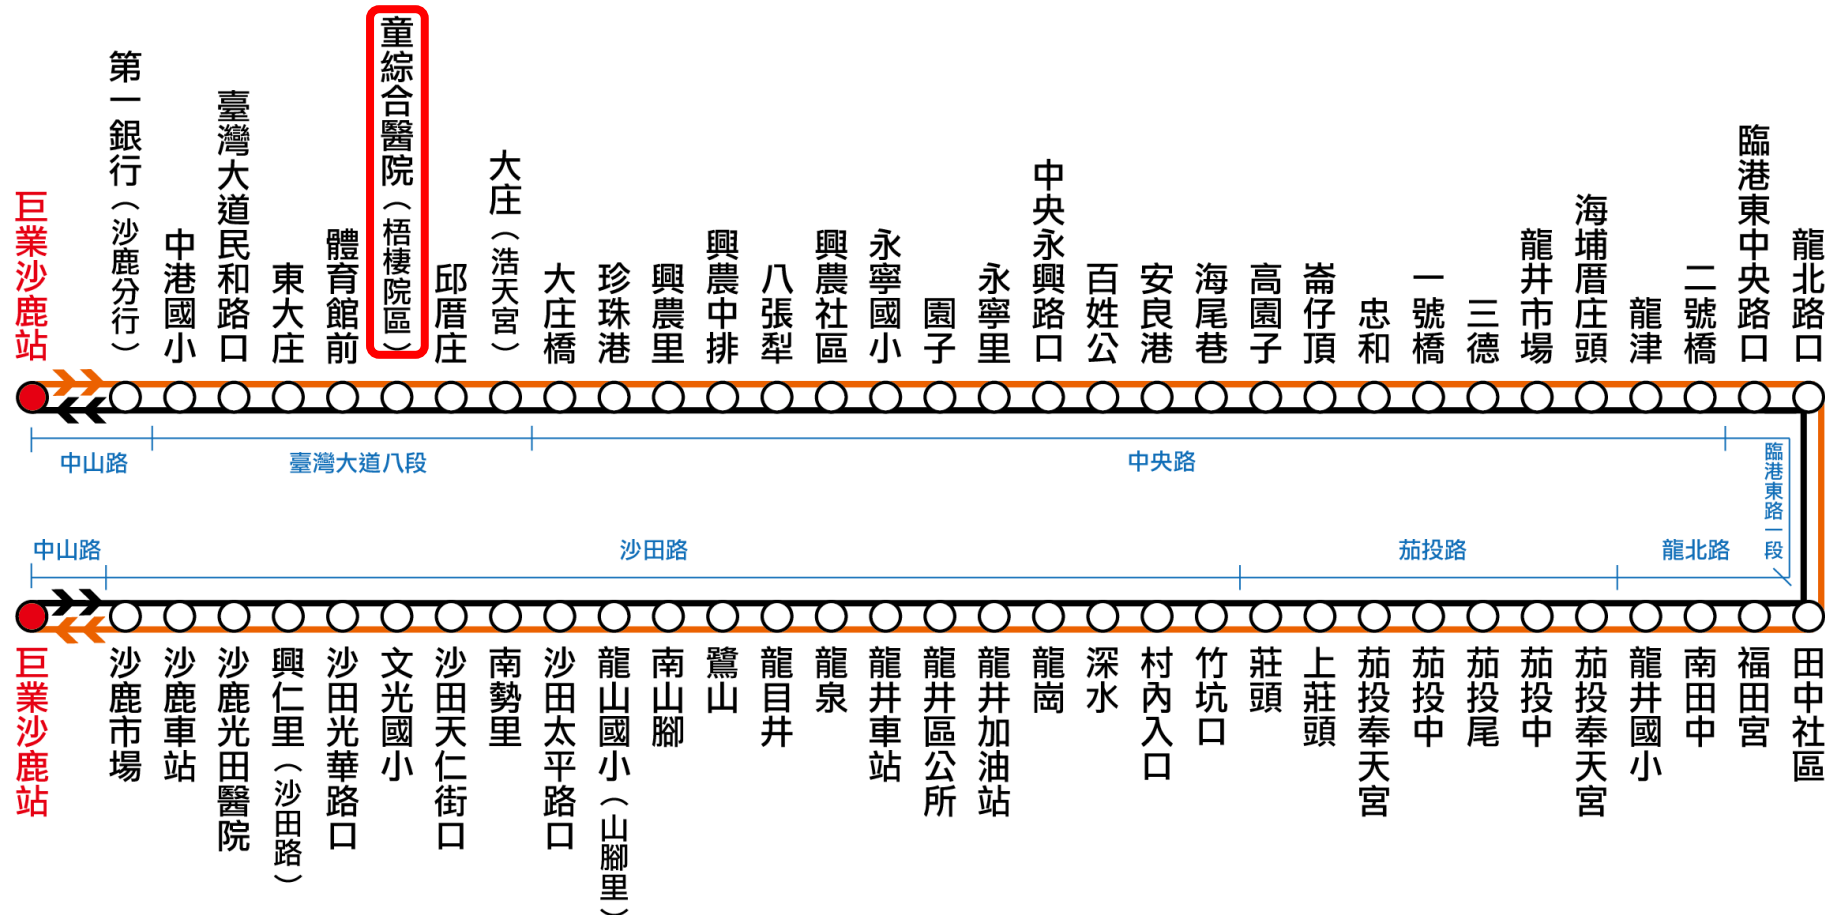 巨業沙鹿站
第一銀行（沙鹿分行）
中港國小
臺灣大道民和路口
東大庄
體育館前
童綜合醫院（梧棲院區）
邱厝庄
大庄（浩天宮）
大庄橋
珍珠港
興農里
興農中排
八張犁
興農社區
永寧國小
園子
永寧里
中央永興路口
百姓公
安良港
海尾巷
高園子
崙仔頂
忠和
一號橋
三德
龍井市場
海埔厝庄頭
龍津
二號橋
臨港東中央路口
龍北路口
中山路
臺灣大道八段
中央路
臨港東路一段
中山路
沙田路
茄投路
龍北路
巨業沙鹿站
沙鹿市場
沙鹿車站
沙鹿光田醫院
興仁里（沙田路）
沙田光華路口
文光國小
沙田天仁街口
南勢里
沙田太平路口
龍山國小（山腳里）
南山腳
鷺山
龍目井
龍泉
龍井車站
龍井區公所
龍井加油站
龍崗
深水
村內入口
竹坑口
莊頭
上莊頭
茄投奉天宮
茄投中
茄投尾
茄投中
茄投奉天宮
龍井國小
南田中
福田宮
田中社區